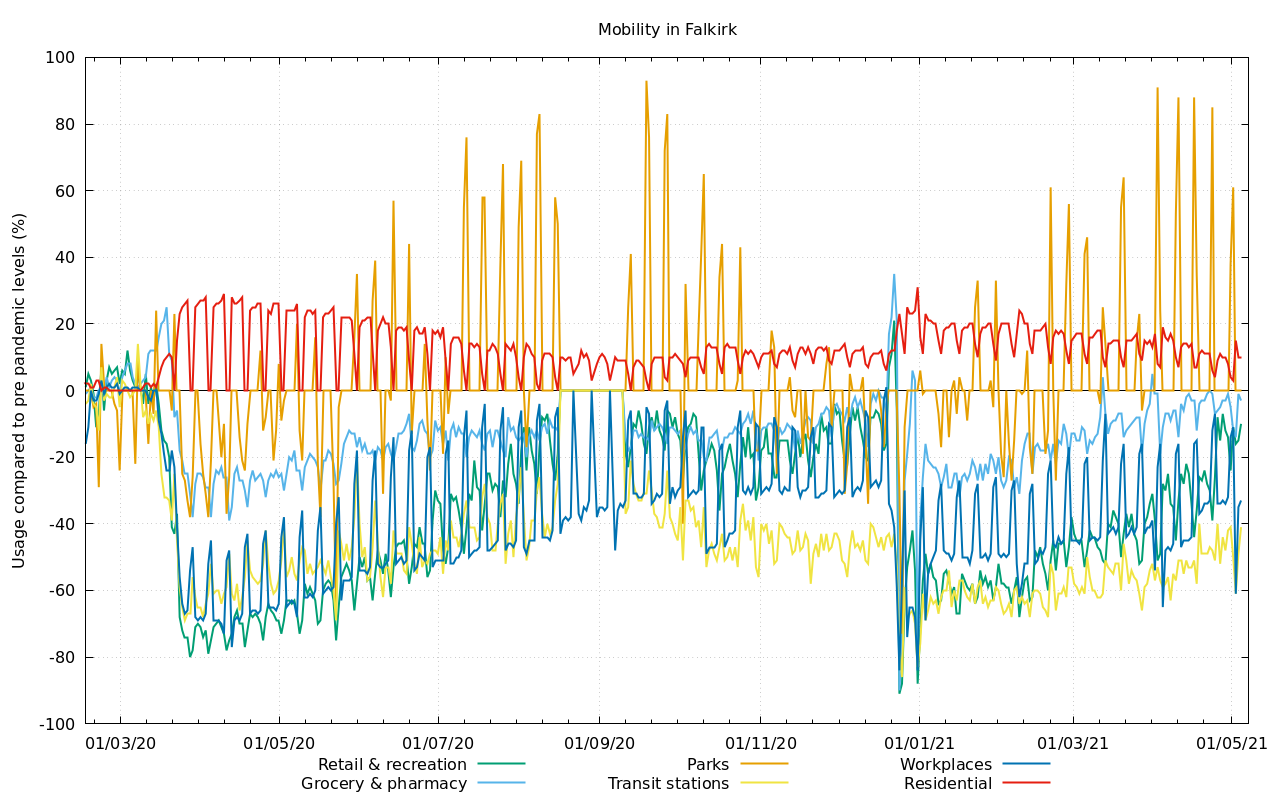 Mobility in Falkirk
Usage compared to pre pandemic levels (%)
100
80
60
40
20
0
-20
-40
-60
-80
-100
01/03/20 01/05/20 01/07/20 01/09/20 01/11/20 01/01/21 01/03/21 01/05/21
Retail & recreation Parks Workplaces
Grocery & pharmacy Transit stations Residential